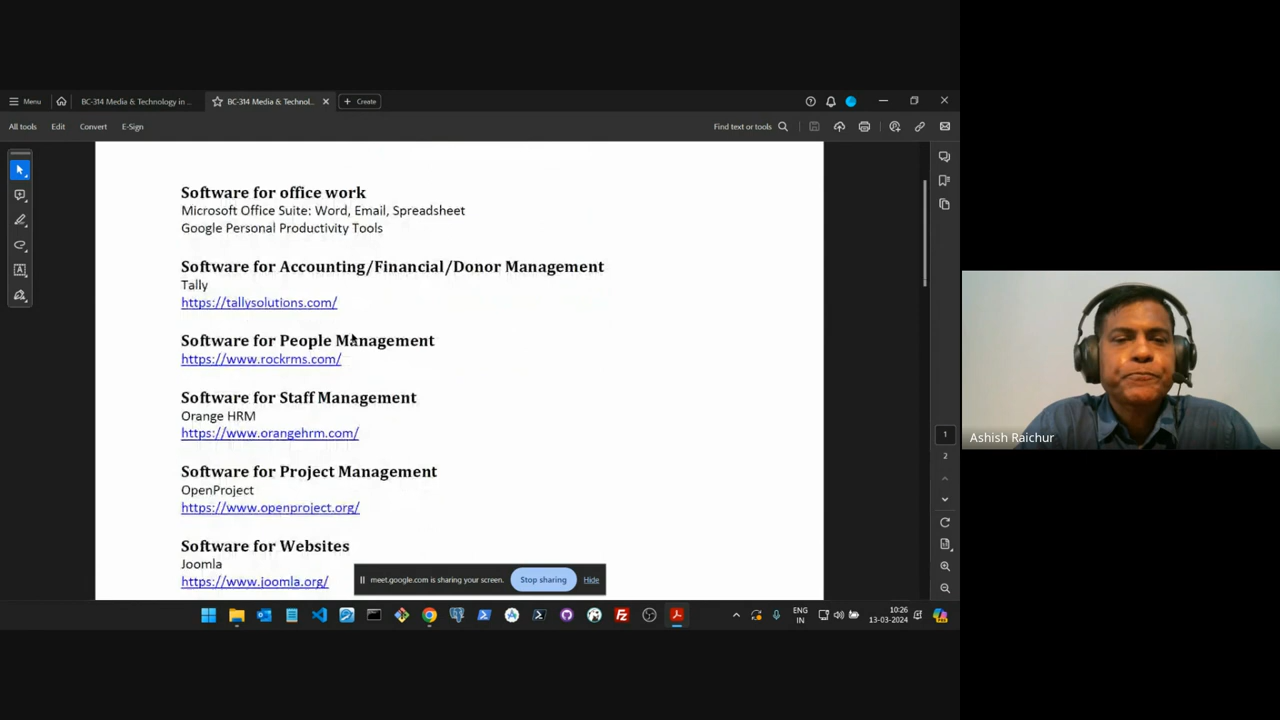 Menu
BC-314 Media & Technology in ...
BC-314 Media & Technol...
Create
All tools
Edit
Convert
E-Sign
Find text or tools
Software for office work
Microsoft Office Suite: Word, Email, Spreadsheet
Google Personal Productivity Tools
Software for Accounting/Financial/Donor Management
Tally
https://tallysolutions.com/
Software for People Management
https://www.rockrms.com/
Software for Staff Management
Orange HRM
https://www.orangehrm.com/
Software for Project Management
OpenProject
https://www.openproject.org/
Software for Websites
Joomla
https://www.joomla.org/
1
2
meet.google.com is sharing your screen.
Stop sharing
Hide
ENG
IN
10:26
13-03-2024
Ashish Raichur